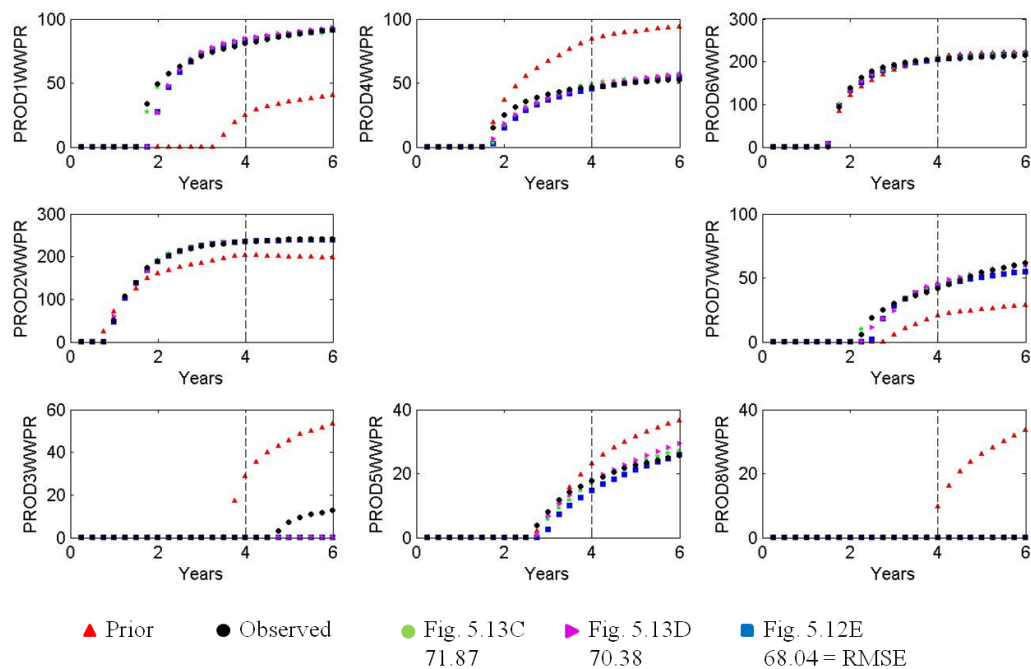 100
50
0
PROD1WWPR
0 2 4 6
Years
100
50
0
PROD4WWPR
0 2 4 6
Years
300
200
100
0
PROD6WWPR
0 2 4 6
Years
300
200
100
0
PROD2WWPR
0 2 4 6
Years
100
50
0
PROD7WWPR
0 2 4 6
Years
60
40
20
0
PROD3WWPR
0 2 4 6
Years
40
20
0
PROD5WWPR
0 2 4 6
Years
40
20
0
PROD8WWPR
0 2 4 6
Years
Prior Observed Fig. 5.13C Fig. 5.13D Fig. 5.12E
71.87 70.38 68.04 = RMSE